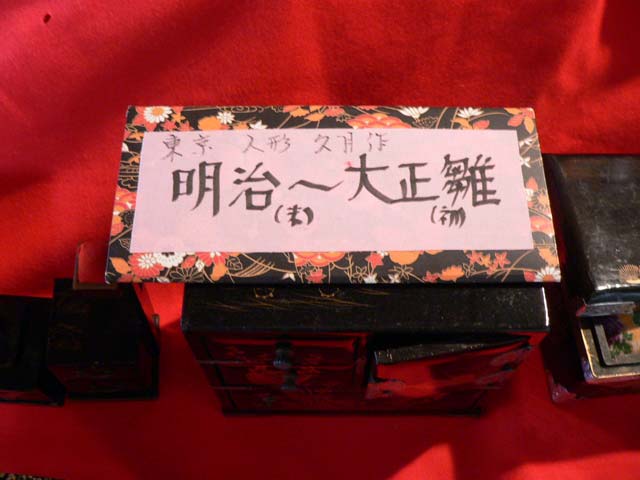 東京 人形 久月作
明治～大正雛
(末) (初)